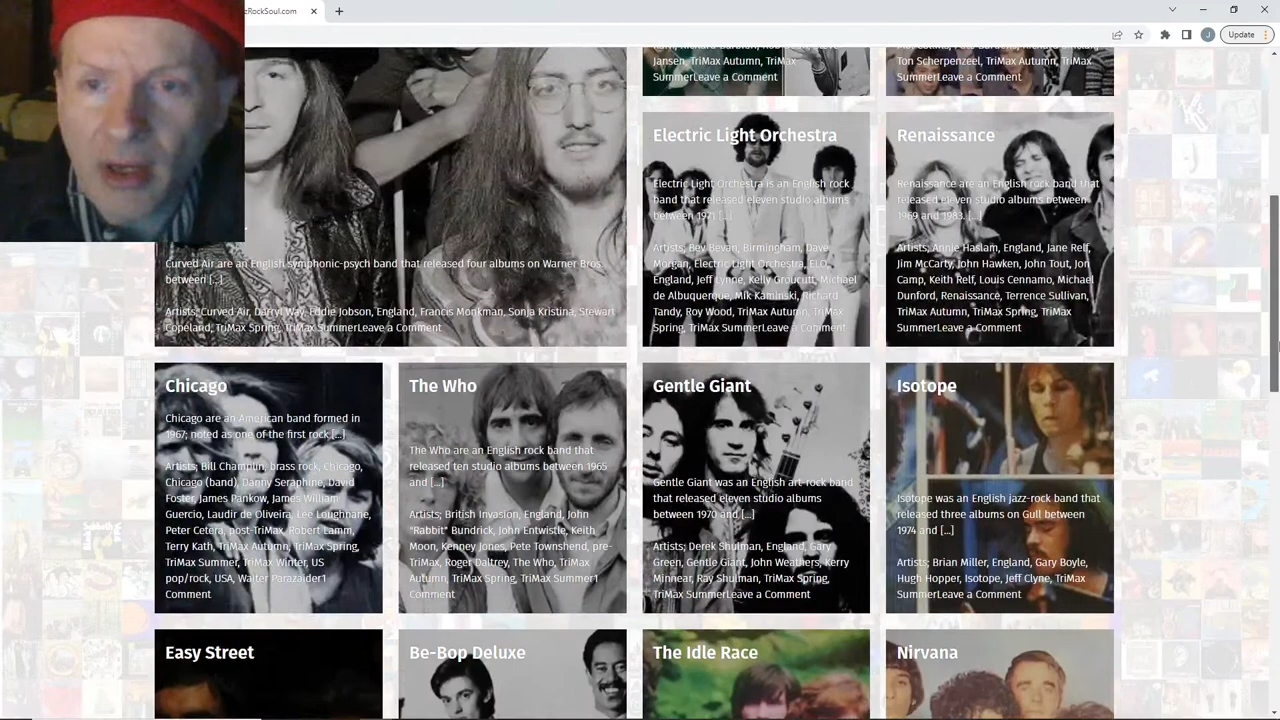 zRockSoul.com
J
Update
Jansen, TriMax Autumn, TriMax
SummerLeave a Comment
Ton Scherpenzeel, TriMax Autumn, TriMax
SummerLeave a Comment
Curved Air are an English symphonic-psych band that released four albums on Warner Bros.
between [...]
Artists; Curved Air, Darryl Way, Eddie Jobson, England, Francis Monkman, Sonja Kristina, Stewart
Copeland, TriMax Spring, TriMax SummerLeave a Comment
Electric Light Orchestra
Electric Light Orchestra is an English rock
band that released eleven studio albums
between 1971 [...]
Artists; Bev Bevan, Birmingham, Dave
Morgan, Electric Light Orchestra, ELO,
England, Jeff Lynne, Kelly Groucutt, Michael
de Albuquerque, Mik Kaminski, Richard
Tandy, Roy Wood, TriMax Autumn, TriMax
Spring, TriMax SummerLeave a Comment
Renaissance
Renaissance are an English rock band that
released eleven studio albums between
1969 and 1983. [...]
Artists; Annie Haslam, England, Jane Relf,
Jim McCarty, John Hawken, John Tout, Jon
Camp, Keith Relf, Louis Cennamo, Michael
Dunford, Renaissance, Terrence Sullivan,
TriMax Autumn, TriMax Spring, TriMax
SummerLeave a Comment
Chicago
Chicago are an American band formed in
1967; noted as one of the first rock [...]
Artists; Bill Champlin, brass rock, Chicago,
Chicago (band), Danny Seraphine, David
Foster, James Pankow, James William
Guercio, Laudir de Oliveira, Lee Loughnane,
Peter Cetera, post-TriMax, Robert Lamm,
Terry Kath, TriMax Autumn, TriMax Spring,
TriMax Summer, TriMax Winter, US
pop/rock, USA, Walter Parazaider1
Comment
The Who
The Who are an English rock band that
released ten studio albums between 1965
and [...]
Artists; British Invasion, England, John
"Rabbit" Bundrick, John Entwistle, Keith
Moon, Kenney Jones, Pete Townshend, pre-
TriMax, Roger Daltrey, The Who, TriMax
Autumn, TriMax Spring, TriMax Summer1
Comment
Gentle Giant
Gentle Giant was an English art-rock band
that released eleven studio albums
between 1970 and [...]
Artists; Derek Shulman, England, Gary
Green, Gentle Giant, John Weathers, Kerry
Minnear, Ray Shulman, TriMax Spring,
TriMax SummerLeave a Comment
Isotope
Isotope was an English jazz-rock band that
released three albums on Gull between
1974 and [...]
Artists; Brian Miller, England, Gary Boyle,
Hugh Hopper, Isotope, Jeff Clyne, TriMax
SummerLeave a Comment
Easy Street
Be-Bop Deluxe
The Idle Race
Nirvana